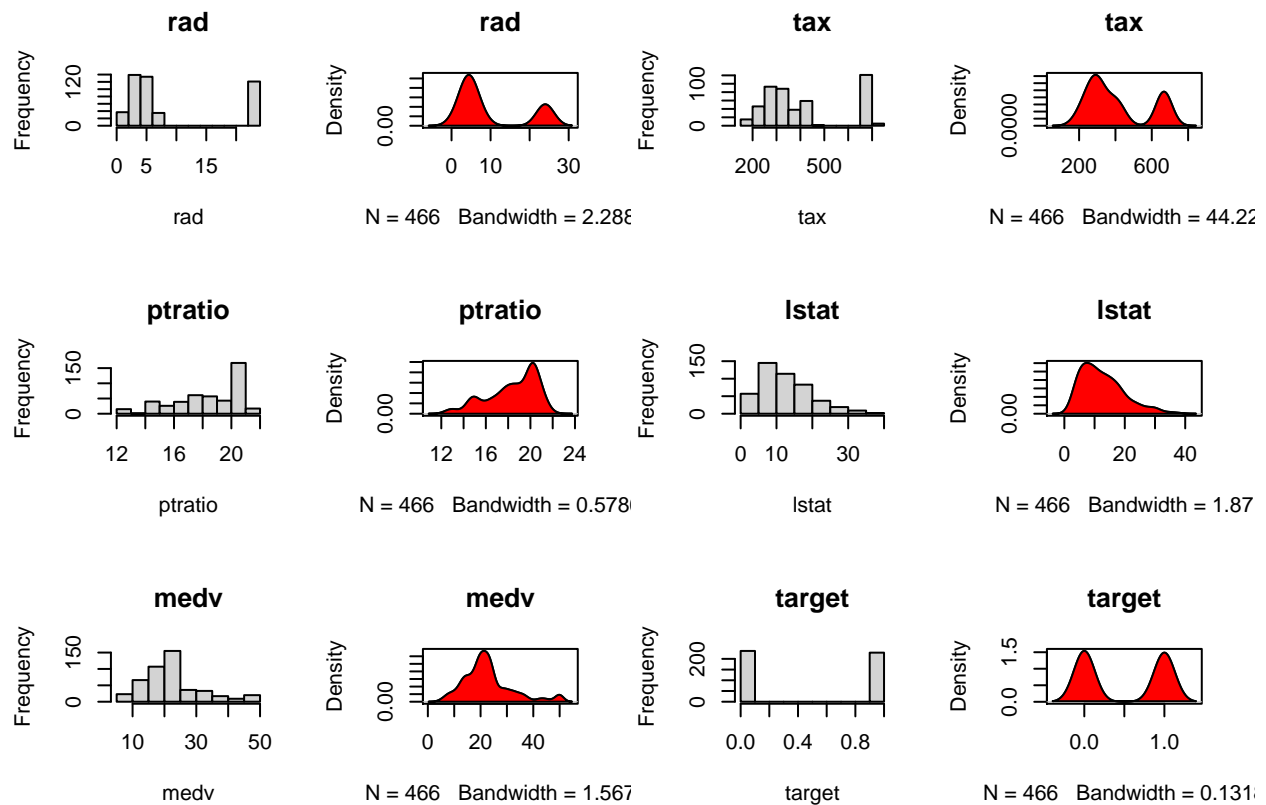 rad rad tax tax
Frequency 0 120 Density 0.00 Frequency 0 100 Density 0.00000
0 5 15 0 10 30 200 500 200 600
rad N = 466 Bandwidth = 2.288 tax N = 466 Bandwidth = 44.22
ptratio ptratio lstat lstat
Frequency 0 150 Density 0.00 Frequency 0 150 Density 0.00
12 16 20 12 16 20 24 0 10 30 0 20 40
ptratio N = 466 Bandwidth = 0.578 lstat N = 466 Bandwidth = 1.87
medv medv target target
Frequency 0 150 Density 0.00 Frequency 0 200 Density 0.0 1.5
10 30 50 0 20 40 0.0 0.4 0.8 0.0 1.0
medv N = 466 Bandwidth = 1.567 target N = 466 Bandwidth = 0.131